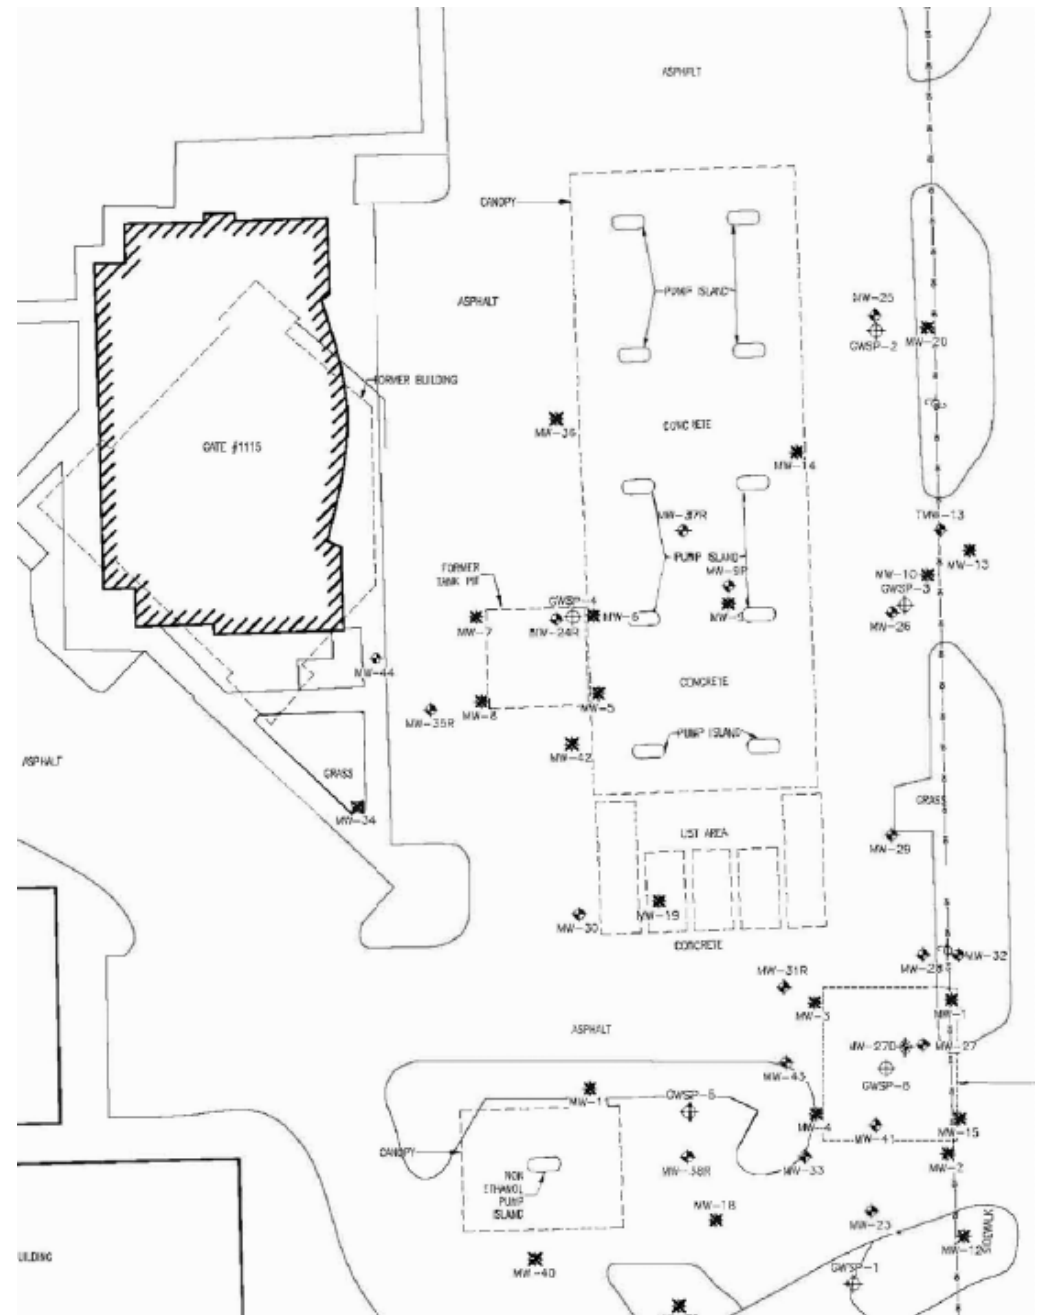 ASPHALT
CANOPY
PUMP ISLAND
ASPHALT
MW-25
GWSP-2
MW-20
FORMER BUILDING
MW-36
CONCRETE
GATE #1115
MW-14
MW-37R
TMW-13
MW-13
PUMP ISLAND
FORMER
TANK PIT
MW-9R
MW-10
GWSP-3
GWSP-4
MW-7
MW-24R
MW-6
MW-9
MW-26
MW-44
CONCRETE
MW-8
MW-5
MW-35R
PUMP ISLAND
MW-42
ASPHALT
GRASS
MW-34
GRASS
LIST AREA
MW-29
MW-19
MW-30
CONCRETE
MW-28
MW-32
MW-31R
MW-3
MW-1
ASPHALT
MW-27D
MW-27
MW-43
GWSP-6
MW-11
GWSP-5
MW-4
MW-41
MW-15
CANOPY
MW-38R
MW-33
MW-2
NON
ETHANOL
PUMP
ISLAND
MW-18
MW-23
SIDEWALK
MW-12
UILDING
MW-40
GWSP-1